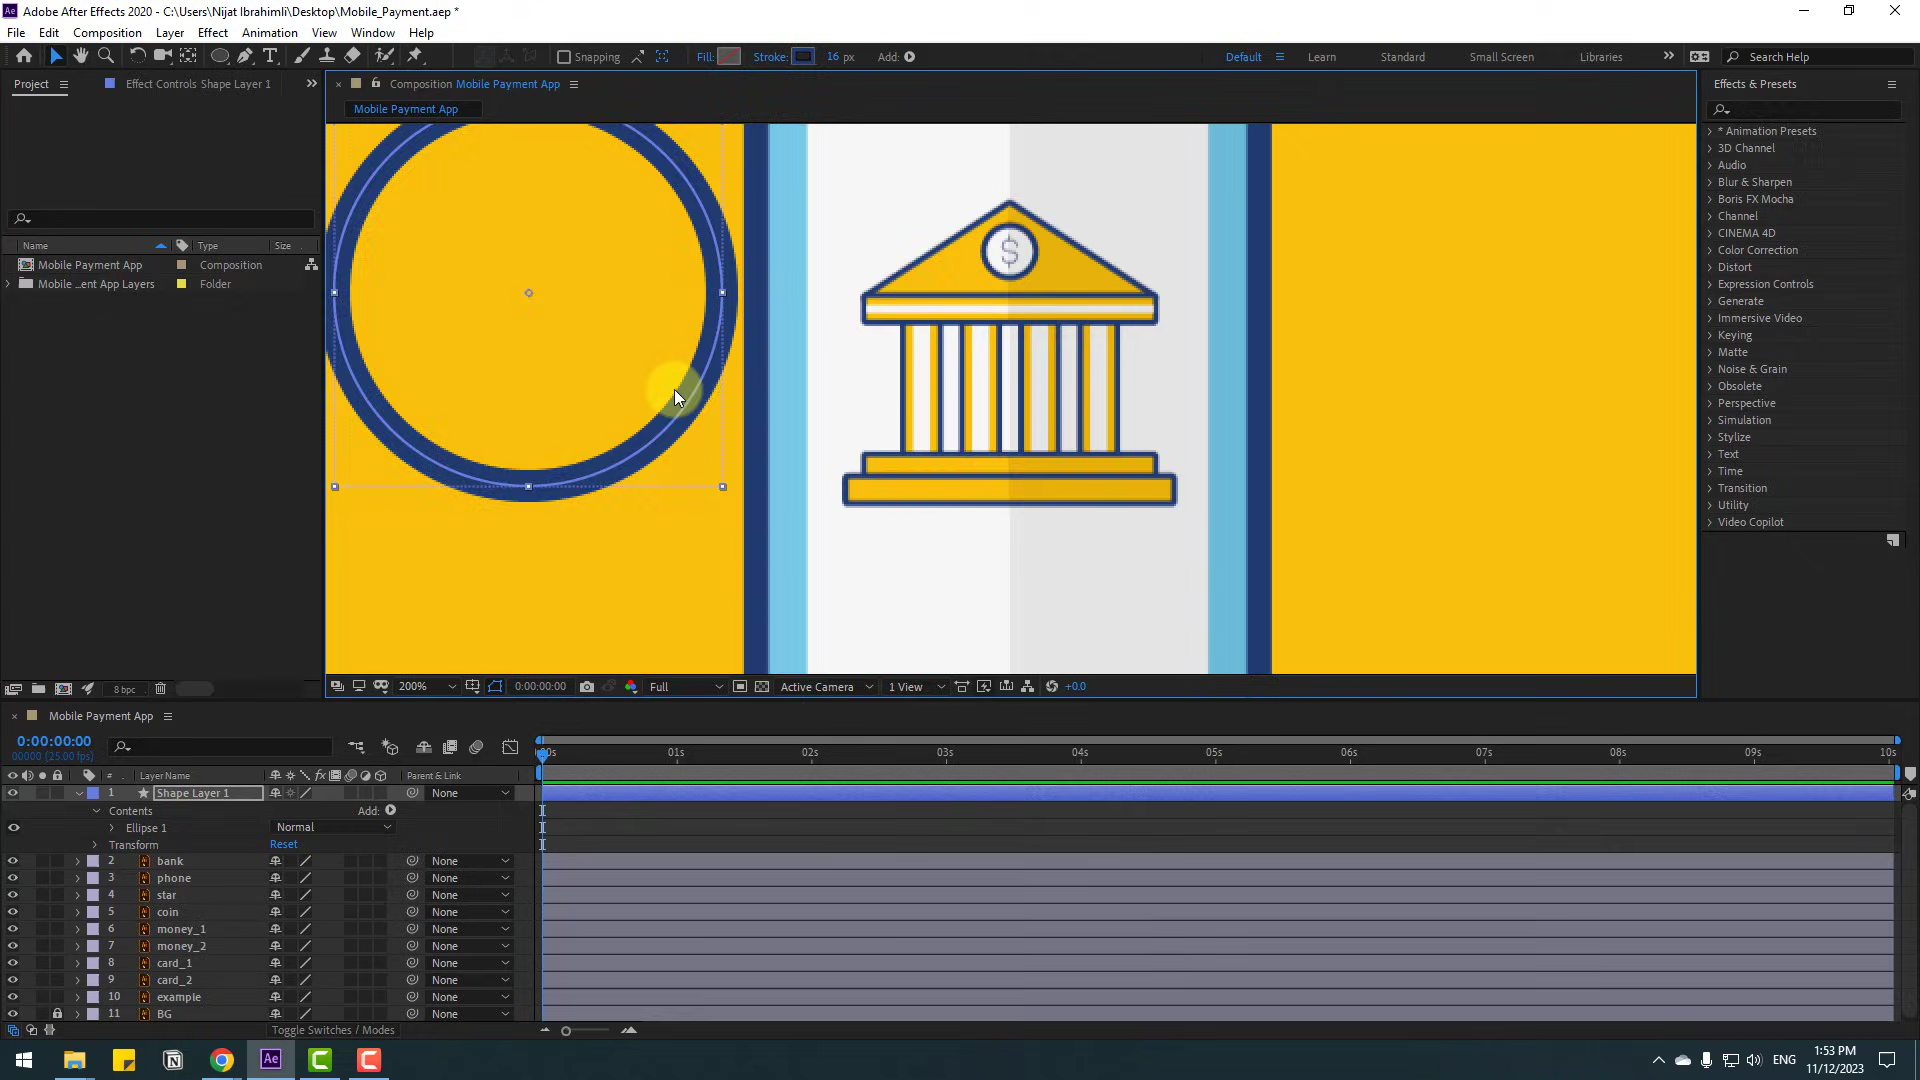 Adobe After Effects 2020 - C:\Users\Nijat Ibrahimli\Desktop\Mobile_Payment.aep *
File Edit Composition Layer Effect Animation View Window Help
Snapping Fill: Stroke: 16 px Add: Default Learn Standard Small Screen Libraries Search Help
Project Effect Controls Shape Layer 1 Composition Mobile Payment App Effects & Presets
Mobile Payment App
* Animation Presets
3D Channel
Audio
Blur & Sharpen
Boris FX Mocha
Channel
CINEMA 4D
Color Correction
Distort
Expression Controls
Generate
Immersive Video
Keying
Matte
Noise & Grain
Obsolete
Perspective
Simulation
Stylize
Text
Time
Transition
Utility
Video Copilot
Name Type Size
Mobile Payment App Composition
Mobile ...ent App Layers Folder
$
8 bpc 200% 0:00:00:00 Full Active Camera 1 View +0.0
Mobile Payment App
0:00:00:00
00000 (25.00 fps)
01s 02s 03s 04s 05s 06s 07s 08s 09s 10s
# Layer Name Parent & Link
1 Shape Layer 1 None
Contents Add:
Ellipse 1 Normal
Transform Reset
2 bank None
3 phone None
4 star None
5 coin None
6 money_1 None
7 money_2 None
8 card_1 None
9 card_2 None
10 example None
11 BG None
Toggle Switches / Modes
Ae ENG 1:53 PM
11/12/2023